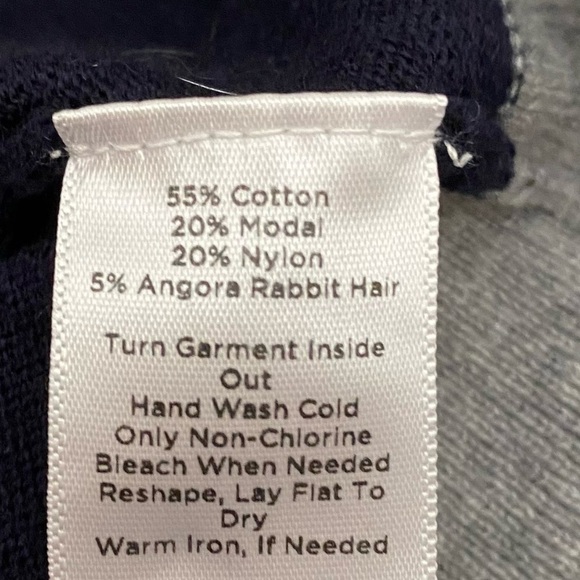 55% Cotton
20% Modal
20% Nylon
5% Angora Rabbit Hair
Turn Garment Inside
Out
Hand Wash Cold
Only Non-Chlorine
Bleach When Needed
Reshape, Lay Flat To
Dry
Warm Iron, If Needed